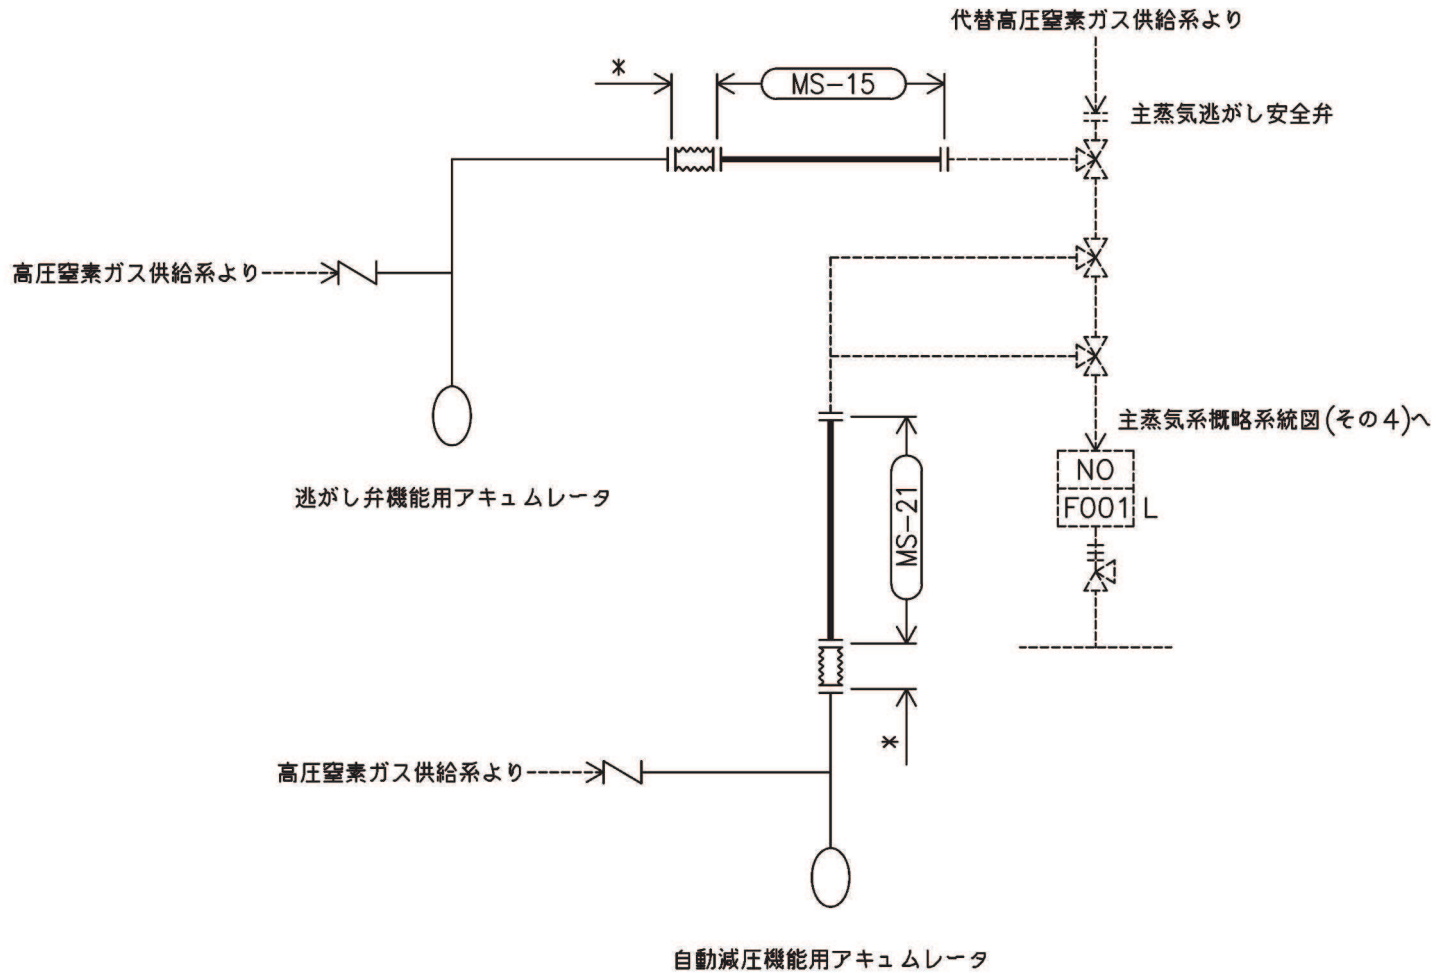 代替高圧窒素ガス供給系より
*
MS-15
主蒸気逃がし安全弁
高圧窒素ガス供給系より
主蒸気系概略系統図(その4)へ
NO
F001 L
逃がし弁機能用アキュムレータ
MS-21
*
高圧窒素ガス供給系より
自動減圧機能用アキュムレータ